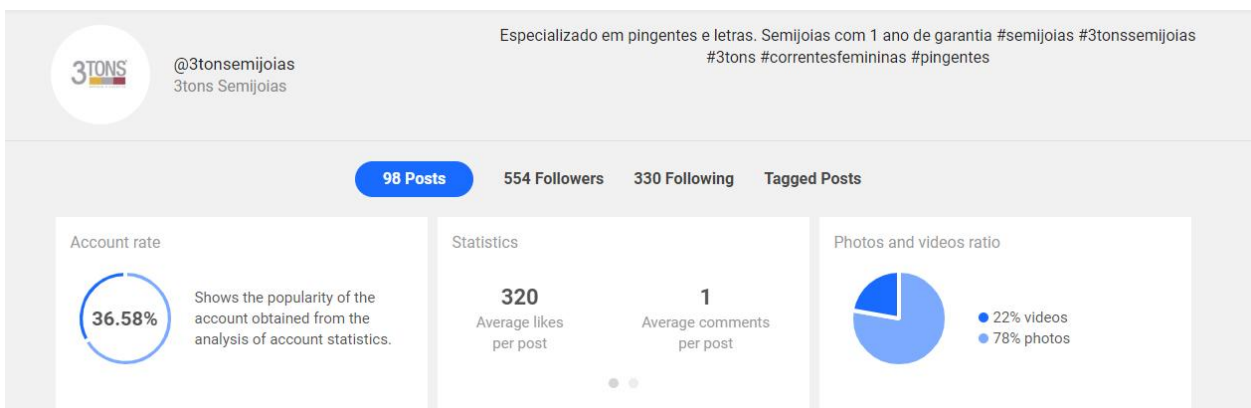 Especializado em pingentes e letras. Semijoias com 1 ano de garantia #semijoias #3tonssemijoias
#3tons #correntesfemininas #pingentes
3TONS
@3tonsemijoias
3tons Semijoias
98 Posts
554 Followers
330 Following
Tagged Posts
Account rate
36.58%
Shows the popularity of the
account obtained from the
analysis of account statistics.
Statistics
320
Average likes
per post
1
Average comments
per post
Photos and videos ratio
22% videos
78% photos